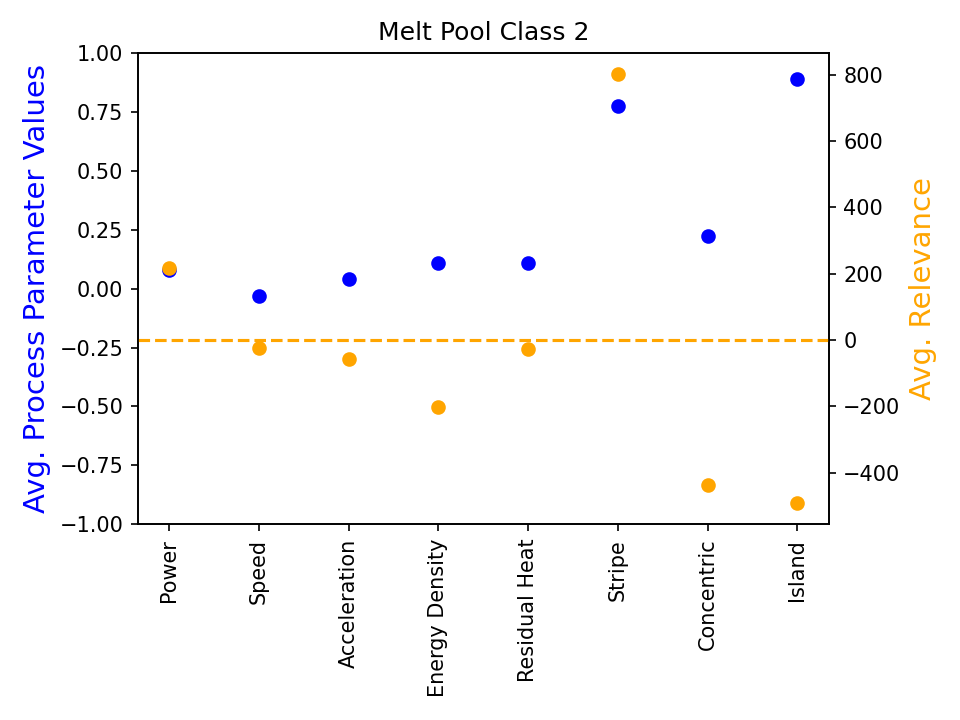 Melt Pool Class 2
Avg. Process Parameter Values
1.00
0.75
0.50
0.25
0.00
−0.25
−0.50
−0.75
−1.00
800
600
400
200
0
−200
−400
Avg. Relevance
Power
Speed
Acceleration
Energy Density
Residual Heat
Stripe
Concentric
Island